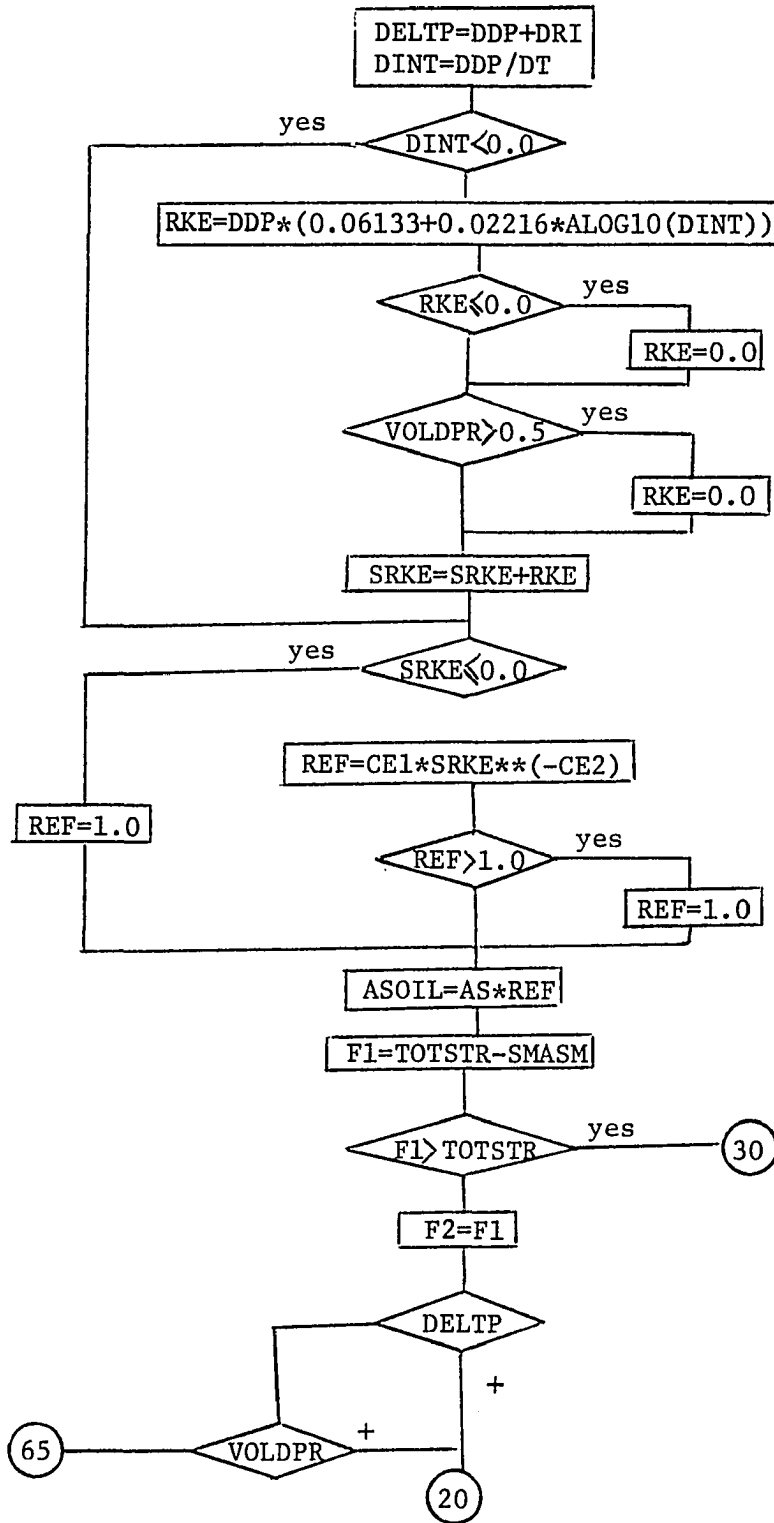 DELTP=DDP+DRI
DINT=DDP/DT
yes
DINT≤0.0
RKE=DDP*(0.06133+0.02216*ALOG10(DINT))
RKE≤0.0
yes
RKE=0.0
VOLDPR>0.5
yes
RKE=0.0
SRKE=SRKE+RKE
yes
SRKE≤0.0
REF=CE1*SRKE**(-CE2)
REF=1.0
REF>1.0
yes
REF=1.0
ASOIL=AS*REF
F1=TOTSTR-SMASM
F1>TOTSTR
yes
30
F2=F1
DELTP
+
65
VOLDPR
+
20